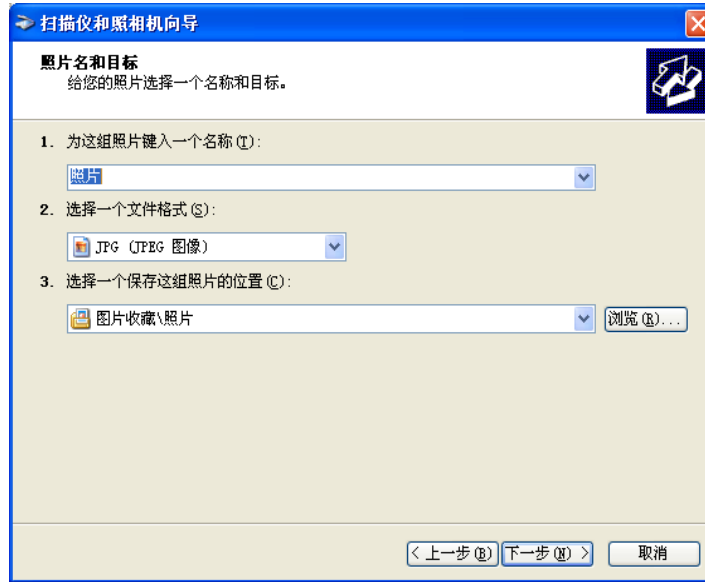 扫描仪和照相机向导
照片名和目标
给您的照片选择一个名称和目标。
1. 为这组照片键入一个名称(T):
照片
2. 选择一个文件格式(S):
JPG (JPEG 图像)
3. 选择一个保存这组照片的位置(C):
图片收藏\照片 浏览(R)...
< 上一步(B) 下一步(N) > 取消